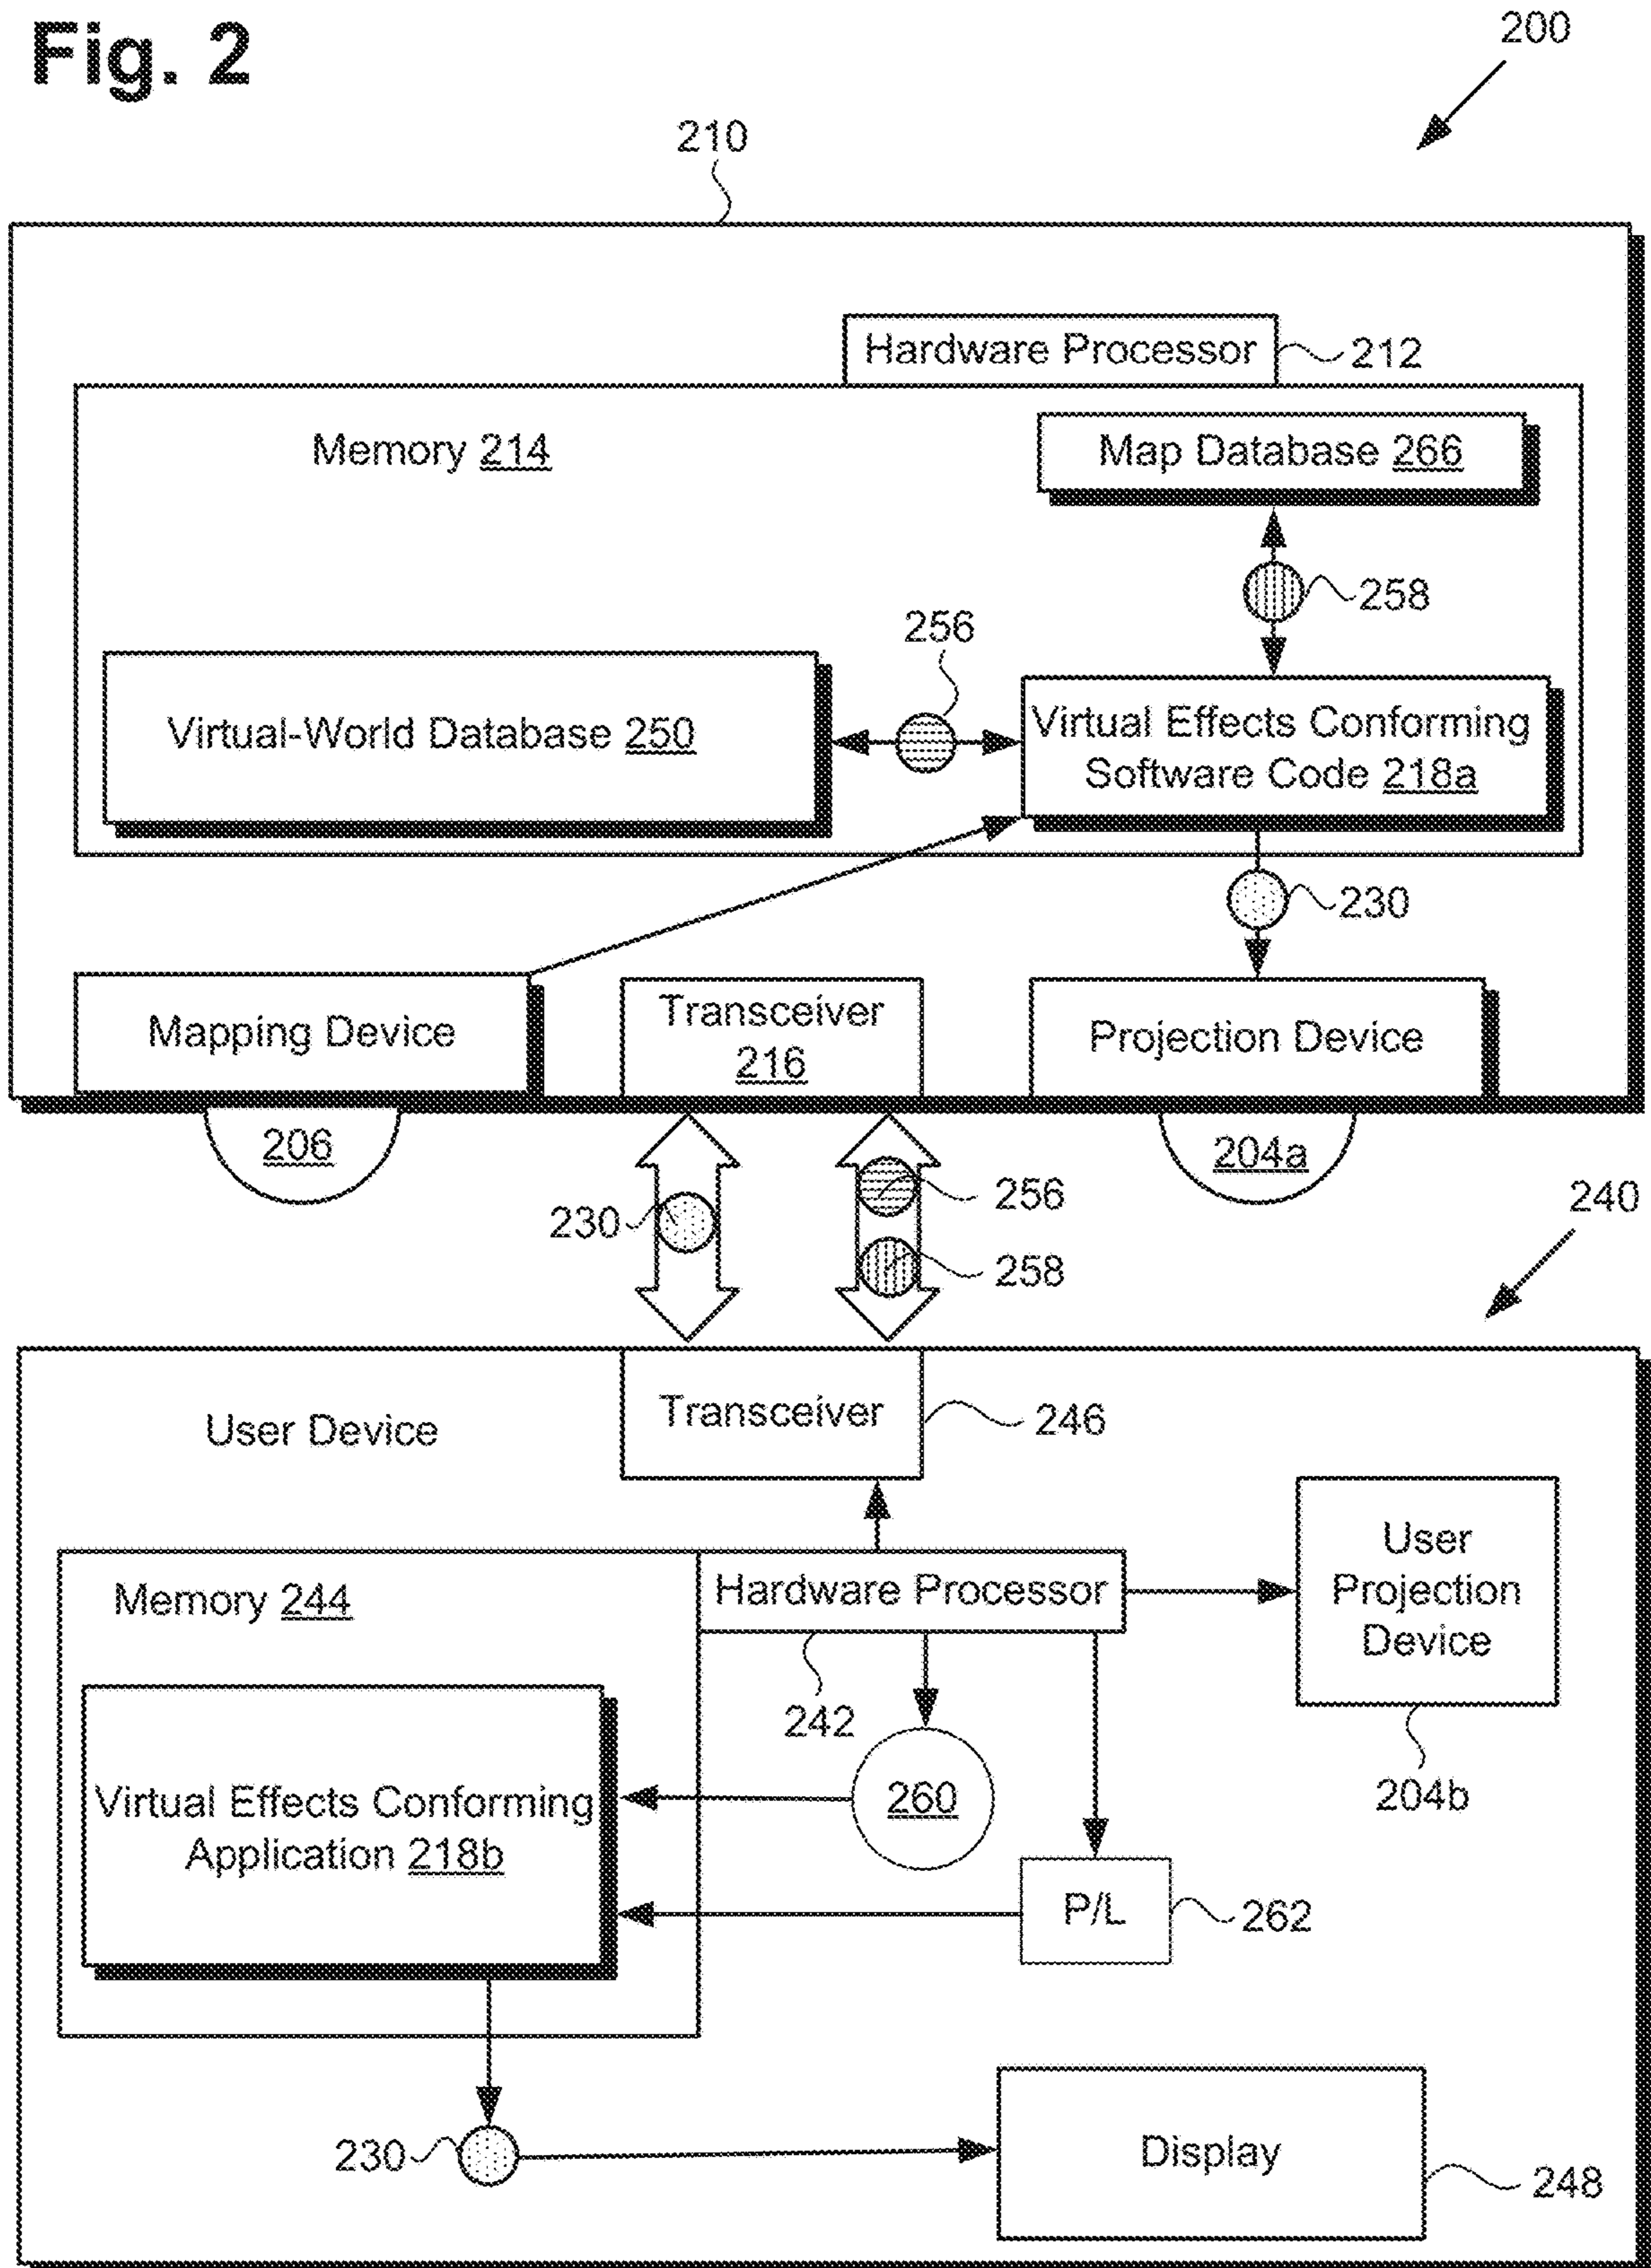 Fig. 2
200
210
Hardware Processor
212
Memory 214
Map Database 266
258
256
Virtual-World Database 250
Virtual Effects Conforming
Software Code 218a
230
Mapping Device
Transceiver
216
Projection Device
206
204a
230
256
258
240
User Device
Transceiver
246
Memory 244
Hardware Processor
User
Projection
Device
242
204b
260
Virtual Effects Conforming
Application 218b
P/L
262
230
Display
248